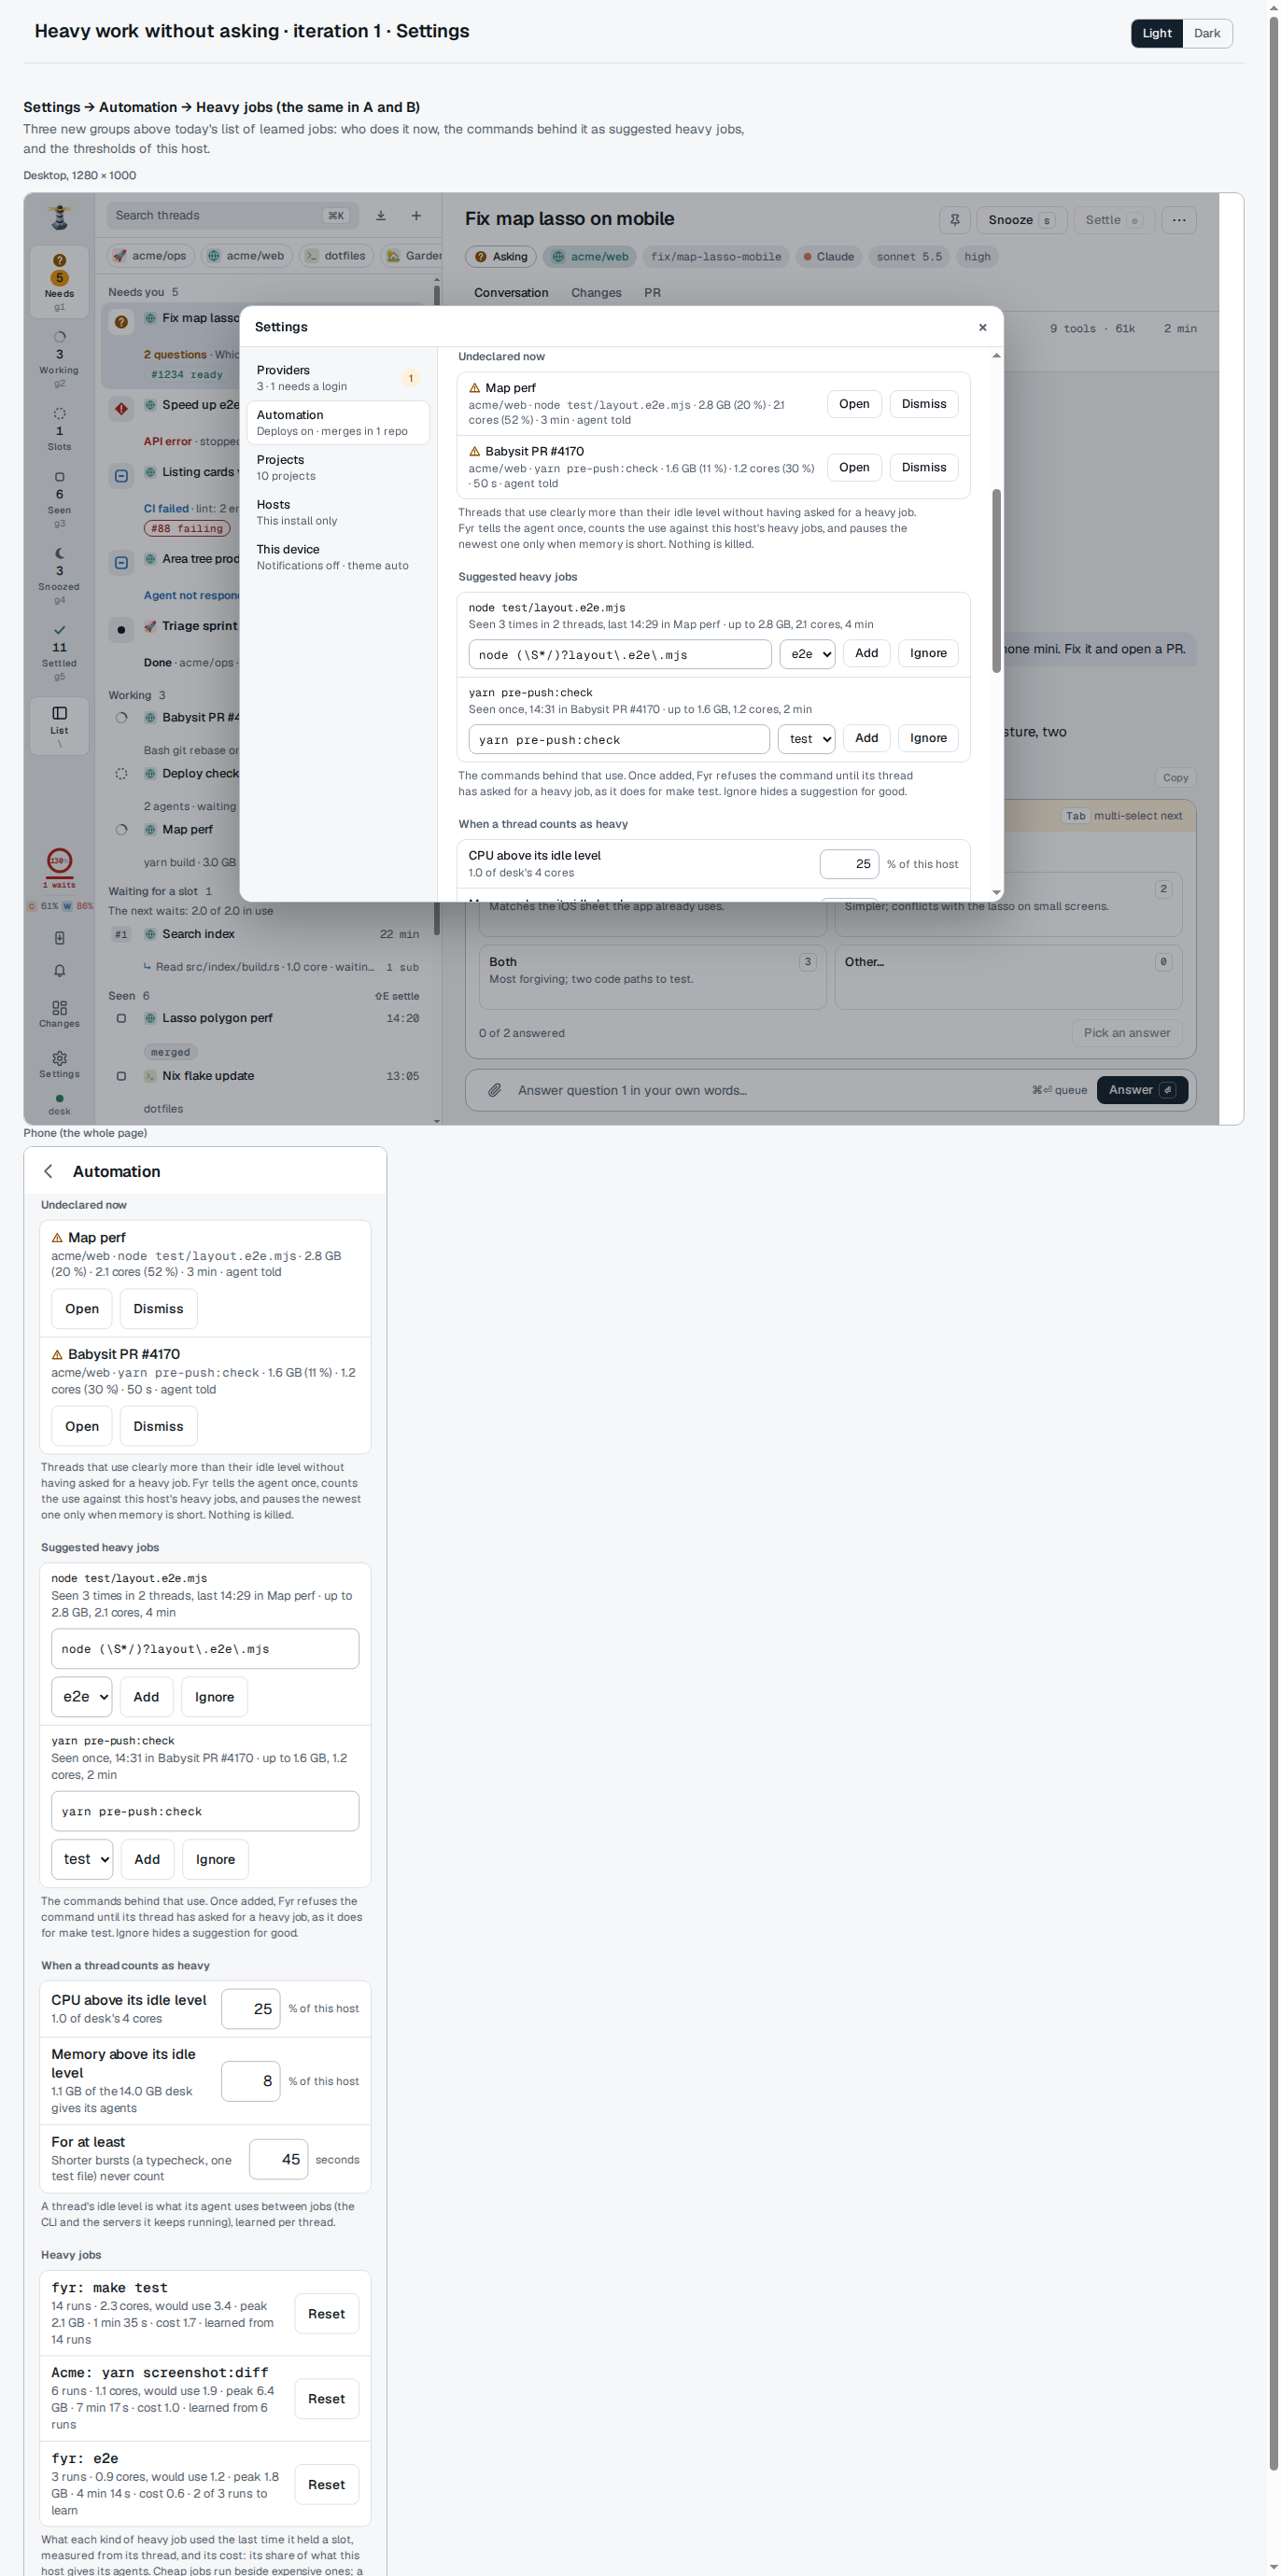 Heavy work without asking · iteration 1 · Settings
Light
Dark
Settings → Automation → Heavy jobs (the same in A and B)
Three new groups above today's list of learned jobs: who does it now, the commands behind it as suggested heavy jobs,
and the thresholds of this host.
Desktop, 1280 × 1000
5
Needs
g1
3
Working
g2
1
Slots
6
Seen
g3
3
Snoozed
g4
11
Settled
g5
List
\
130%
1 waits
C 61% W 86%
Changes
Settings
desk
Search threads ⌘K
acme/ops
acme/web
dotfiles
Garden
Needs you 5
Fix map lasso
2 questions
#1234 ready
Speed up e2e
API error · stopped
Listing cards
CI failed · lint: 2 er
#88 failing
Area tree prod
Agent not respon
Triage sprint
Done · acme/ops ·
Working 3
Babysit PR #4
Bash git rebase or
Deploy check
2 agents · waiting
Map perf
yarn build · 3.0 GB
Waiting for a slot 1
The next waits: 2.0 of 2.0 in use
#1 Search index 22 min
↳ Read src/index/build.rs · 1.0 core · waitin… 1 sub
Seen 6 ⇧E settle
Lasso polygon perf 14:20
merged
Nix flake update 13:05
dotfiles
Fix map lasso on mobile
Snooze s
Settle e
···
Asking
acme/web
fix/map-lasso-mobile
Claude
sonnet 5.5
high
Conversation
Changes
PR
9 tools · 61k 2 min
one mini. Fix it and open a PR.
sture, two
Copy
Tab multi-select next
2
Matches the iOS sheet the app already uses.
Simpler; conflicts with the lasso on small screens.
Both 3
Most forgiving; two code paths to test.
Other… 0
0 of 2 answered
Pick an answer
Answer question 1 in your own words…
⌘⏎ queue
Answer ⏎
Settings ×
Providers
3 · 1 needs a login
1
Automation
Deploys on · merges in 1 repo
Projects
10 projects
Hosts
This install only
This device
Notifications off · theme auto
Undeclared now
Map perf
acme/web · node test/layout.e2e.mjs · 2.8 GB (20 %) · 2.1
cores (52 %) · 3 min · agent told
Open
Dismiss
Babysit PR #4170
acme/web · yarn pre-push:check · 1.6 GB (11 %) · 1.2 cores (30 %)
· 50 s · agent told
Open
Dismiss
Threads that use clearly more than their idle level without having asked for a heavy job.
Fyr tells the agent once, counts the use against this host's heavy jobs, and pauses the
newest one only when memory is short. Nothing is killed.
Suggested heavy jobs
node test/layout.e2e.mjs
Seen 3 times in 2 threads, last 14:29 in Map perf · up to 2.8 GB, 2.1 cores, 4 min
node (\S*/)?layout\.e2e\.mjs
e2e
Add
Ignore
yarn pre-push:check
Seen once, 14:31 in Babysit PR #4170 · up to 1.6 GB, 1.2 cores, 2 min
yarn pre-push:check
test
Add
Ignore
The commands behind that use. Once added, Fyr refuses the command until its thread
has asked for a heavy job, as it does for make test. Ignore hides a suggestion for good.
When a thread counts as heavy
CPU above its idle level
1.0 of desk's 4 cores
25 % of this host
Phone (the whole page)
Automation
Undeclared now
Map perf
acme/web · node test/layout.e2e.mjs · 2.8 GB
(20 %) · 2.1 cores (52 %) · 3 min · agent told
Open
Dismiss
Babysit PR #4170
acme/web · yarn pre-push:check · 1.6 GB (11 %) · 1.2
cores (30 %) · 50 s · agent told
Open
Dismiss
Threads that use clearly more than their idle level without
having asked for a heavy job. Fyr tells the agent once, counts
the use against this host's heavy jobs, and pauses the newest
one only when memory is short. Nothing is killed.
Suggested heavy jobs
node test/layout.e2e.mjs
Seen 3 times in 2 threads, last 14:29 in Map perf · up to
2.8 GB, 2.1 cores, 4 min
node (\S*/)?layout\.e2e\.mjs
e2e
Add
Ignore
yarn pre-push:check
Seen once, 14:31 in Babysit PR #4170 · up to 1.6 GB, 1.2
cores, 2 min
yarn pre-push:check
test
Add
Ignore
The commands behind that use. Once added, Fyr refuses the
command until its thread has asked for a heavy job, as it does
for make test. Ignore hides a suggestion for good.
When a thread counts as heavy
CPU above its idle level
1.0 of desk's 4 cores
25 % of this host
Memory above its idle
level
1.1 GB of the 14.0 GB desk
gives its agents
8 % of this host
For at least
Shorter bursts (a typecheck, one
test file) never count
45 seconds
A thread's idle level is what its agent uses between jobs (the
CLI and the servers it keeps running), learned per thread.
Heavy jobs
fyr: make test
14 runs · 2.3 cores, would use 3.4 · peak
2.1 GB · 1 min 35 s · cost 1.7 · learned from
14 runs
Reset
Acme: yarn screenshot:diff
6 runs · 1.1 cores, would use 1.9 · peak 6.4
GB · 7 min 17 s · cost 1.0 · learned from 6
runs
Reset
fyr: e2e
3 runs · 0.9 cores, would use 1.2 · peak 1.8
GB · 4 min 14 s · cost 0.6 · 2 of 3 runs to
learn
Reset
What each kind of heavy job used the last time it held a slot,
measured from its thread, and its cost: its share of what this
host gives its agents. Cheap jobs run beside expensive ones; a